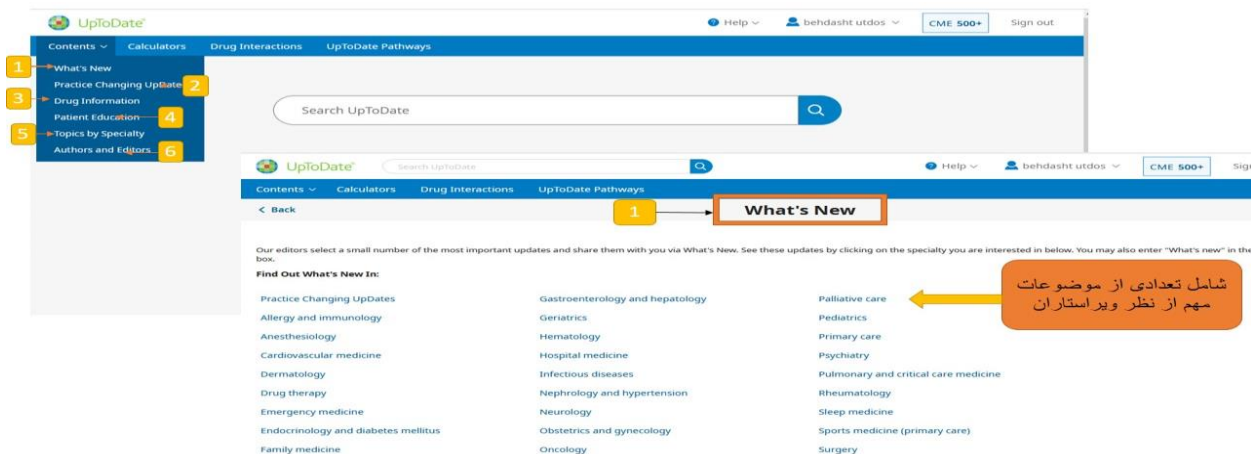 UpToDate®
Help
behdasht utdos
CME 500+
Sign out
Contents
Calculators
Drug Interactions
UpToDate Pathways
1
What's New
Practice Changing UpDates
2
3
Drug Information
Patient Education
4
5
Topics by Specialty
Authors and Editors
6
Search UpToDate
UpToDate®
Search UpToDate
Help
behdasht utdos
CME 500+
Sign
Contents
Calculators
Drug Interactions
UpToDate Pathways
< Back
1
What's New
Our editors select a small number of the most important updates and share them with you via What's New. See these updates by clicking on the specialty you are interested in below. You may also enter "What's new" in the
box.
Find Out What's New In:
Practice Changing UpDates
Gastroenterology and hepatology
Palliative care
شامل تعدادی از موضوعات
مهم از نظر ویراستاران
Allergy and immunology
Geriatrics
Pediatrics
Anesthesiology
Hematology
Primary care
Cardiovascular medicine
Hospital medicine
Psychiatry
Dermatology
Infectious diseases
Pulmonary and critical care medicine
Drug therapy
Nephrology and hypertension
Rheumatology
Emergency medicine
Neurology
Sleep medicine
Endocrinology and diabetes mellitus
Obstetrics and gynecology
Sports medicine (primary care)
Family medicine
Oncology
Surgery